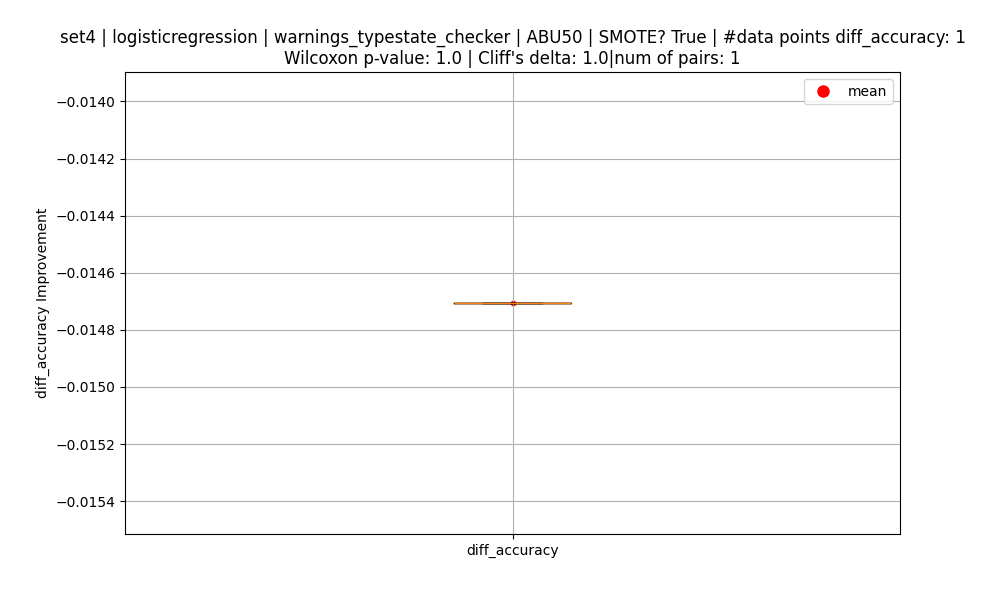 set4 | logisticregression | warnings_typestate_checker | ABU50 | SMOTE? True | #data points diff_accuracy: 1
Wilcoxon p-value: 1.0 | Cliff's delta: 1.0|num of pairs: 1
mean
−0.0140
−0.0142
−0.0144
−0.0146
−0.0148
−0.0150
−0.0152
−0.0154
diff_accuracy Improvement
diff_accuracy